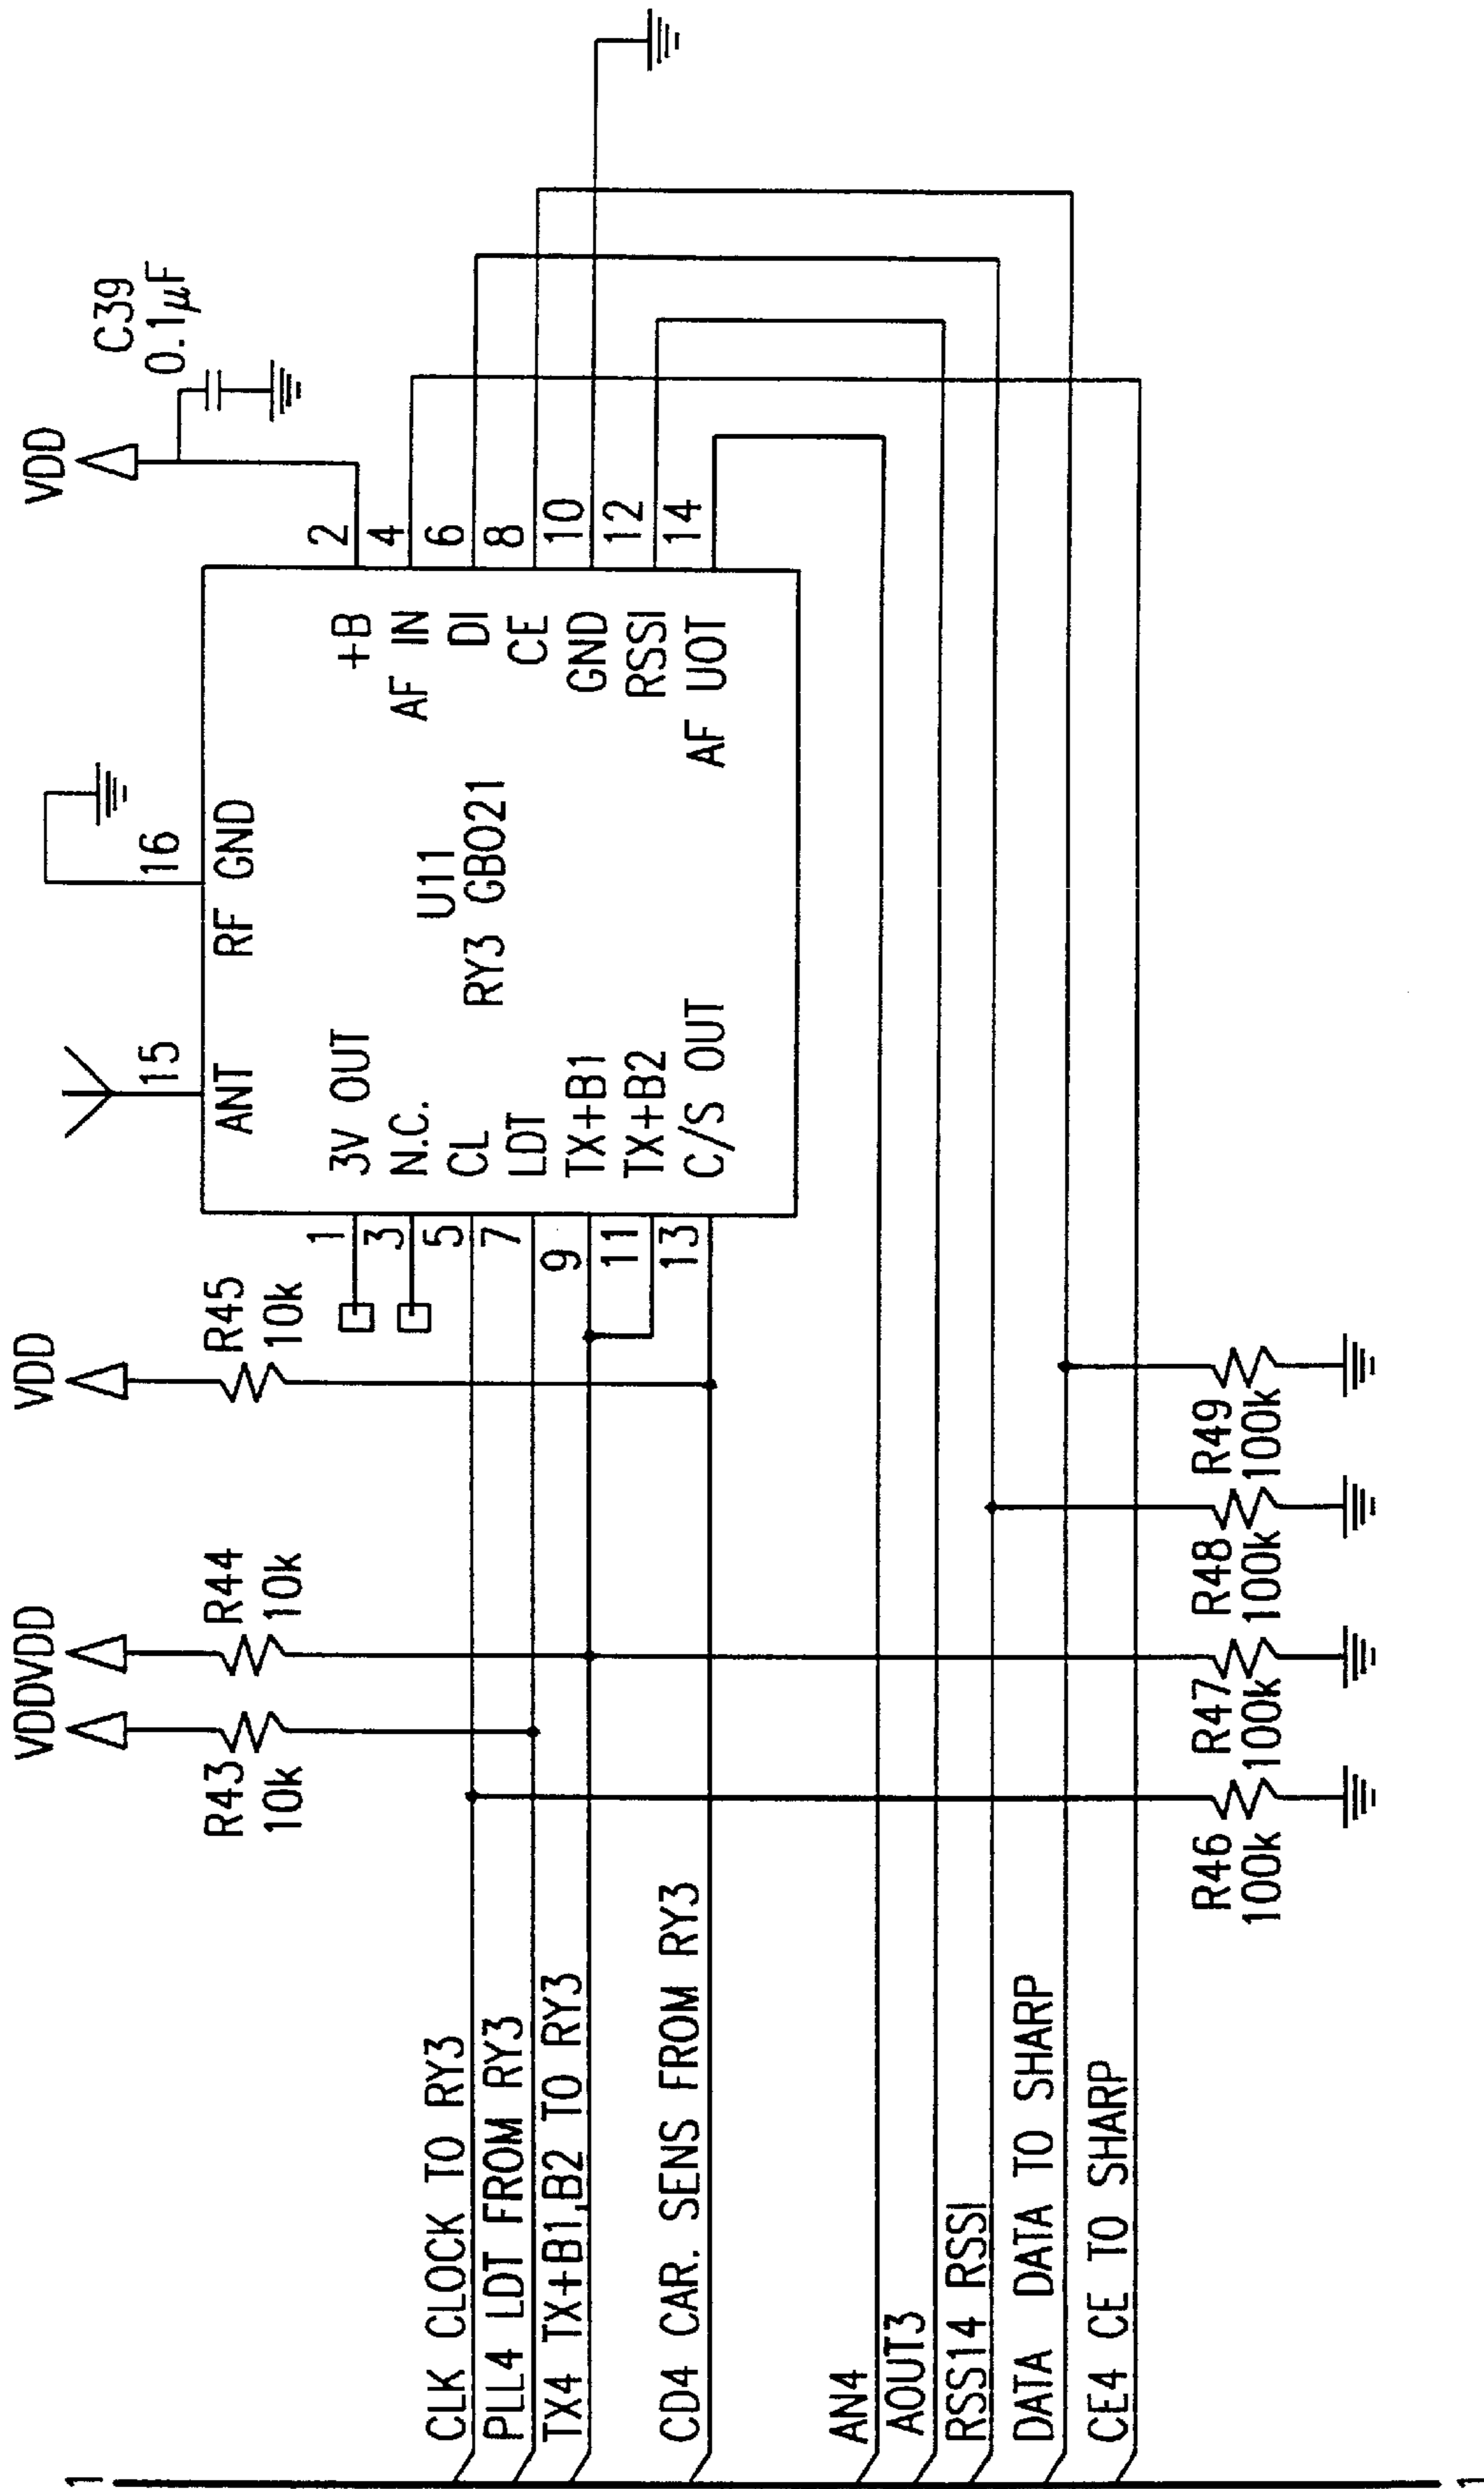 VDD
VDD
VDD
VDD
R43
10k
R44
10k
R45
10k
C39
0.1μF
15
16
ANT
RF GND
1
3V OUT
+B
2
3
N.C.
AF IN
4
5
CL
DI
6
7
LDT
CE
8
9
TX+B1
GND
10
11
TX+B2
RSSI
12
13
C/S OUT
AF UOT
14
U11
RY3 GBO21
CLK CLOCK TO RY3
PLL4 LDT FROM RY3
TX4 TX+B1,B2 TO RY3
CD4 CAR. SENS FROM RY3
AN4
AOUT3
RSS14 RSSI
DATA DATA TO SHARP
CE4 CE TO SHARP
R46
100k
R47
100k
R48
100k
R49
100k
1
1